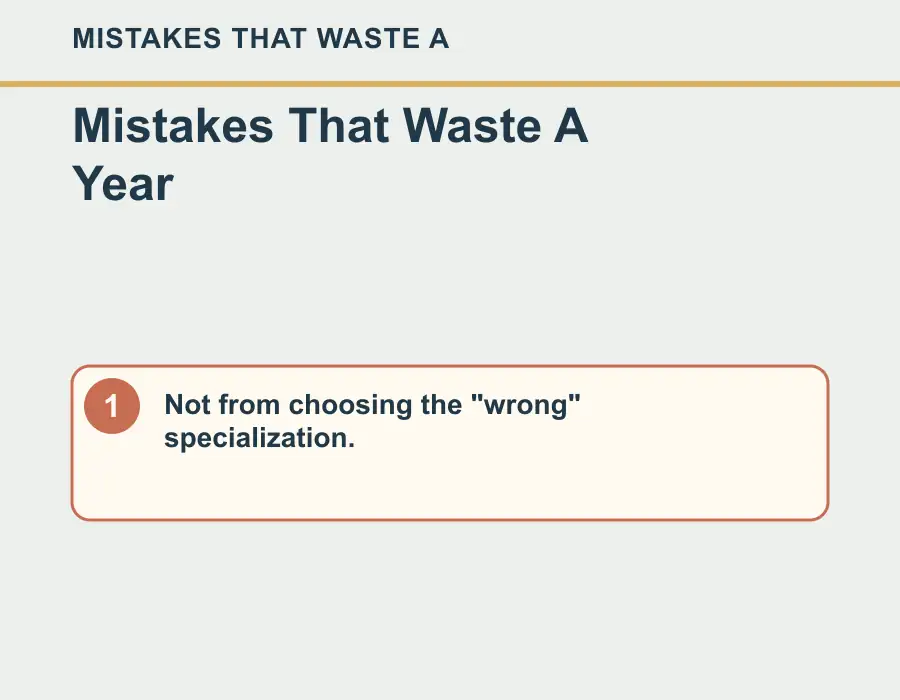 MISTAKES THAT WASTE A
Mistakes That Waste A
Year
1
Not from choosing the "wrong"
specialization.